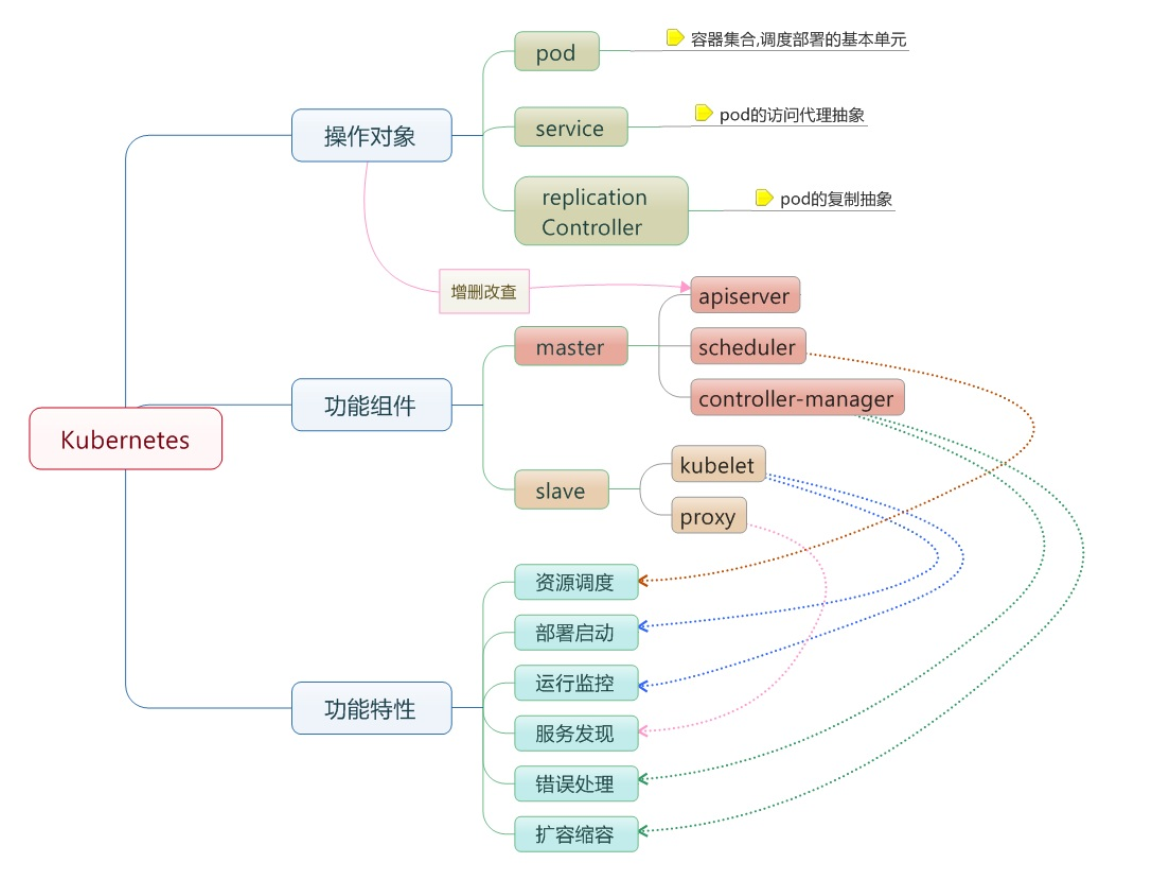 pod
容器集合,调度部署的基本单元
操作对象
service
pod的访问代理抽象
replication
Controller
pod的复制抽象
增删改查
apiserver
master
scheduler
controller-manager
功能组件
Kubernetes
kubelet
slave
proxy
资源调度
部署启动
运行监控
功能特性
服务发现
错误处理
扩容缩容